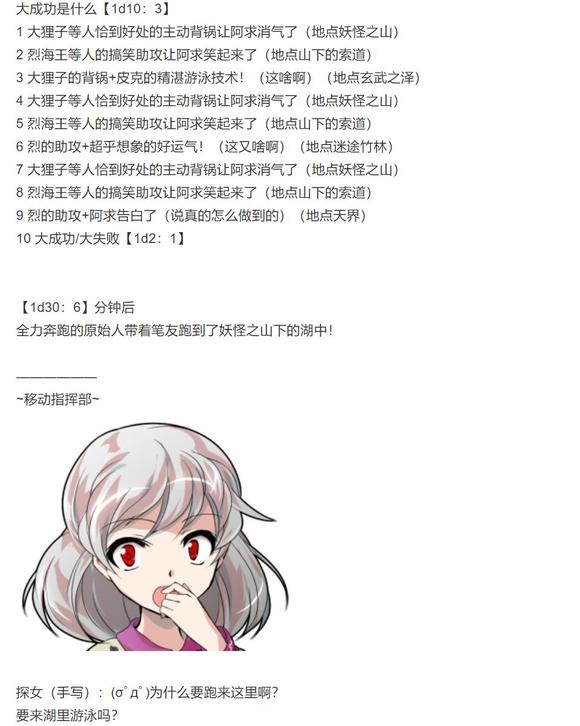 大成功是什么【1d10：3】
1 大狸子等人恰到好处的主动背锅让阿求消气了（地点妖怪之山）
2 烈海王等人的搞笑助攻让阿求笑起来了（地点山下的索道）
3 大狸子的背锅+皮克的精湛游泳技术！（这啥啊）（地点玄武之泽）
4 大狸子等人恰到好处的主动背锅让阿求消气了（地点妖怪之山）
5 烈海王等人的搞笑助攻让阿求笑起来了（地点山下的索道）
6 烈的助攻+超乎想象的好运气！（这又啥啊）（地点迷途竹林）
7 大狸子等人恰到好处的主动背锅让阿求消气了（地点妖怪之山）
8 烈海王等人的搞笑助攻让阿求笑起来了（地点山下的索道）
9 烈的助攻+阿求告白了（说真的怎么做到的）（地点天界）
10 大成功/大失败【1d2：1】
【1d30：6】分钟后
全力奔跑的原始人带着笔友跑到了妖怪之山下的湖中！
——————
~移动指挥部~
探女（手写）：(σﾟдﾟ)为什么要跑来这里啊？
要来湖里游泳吗？